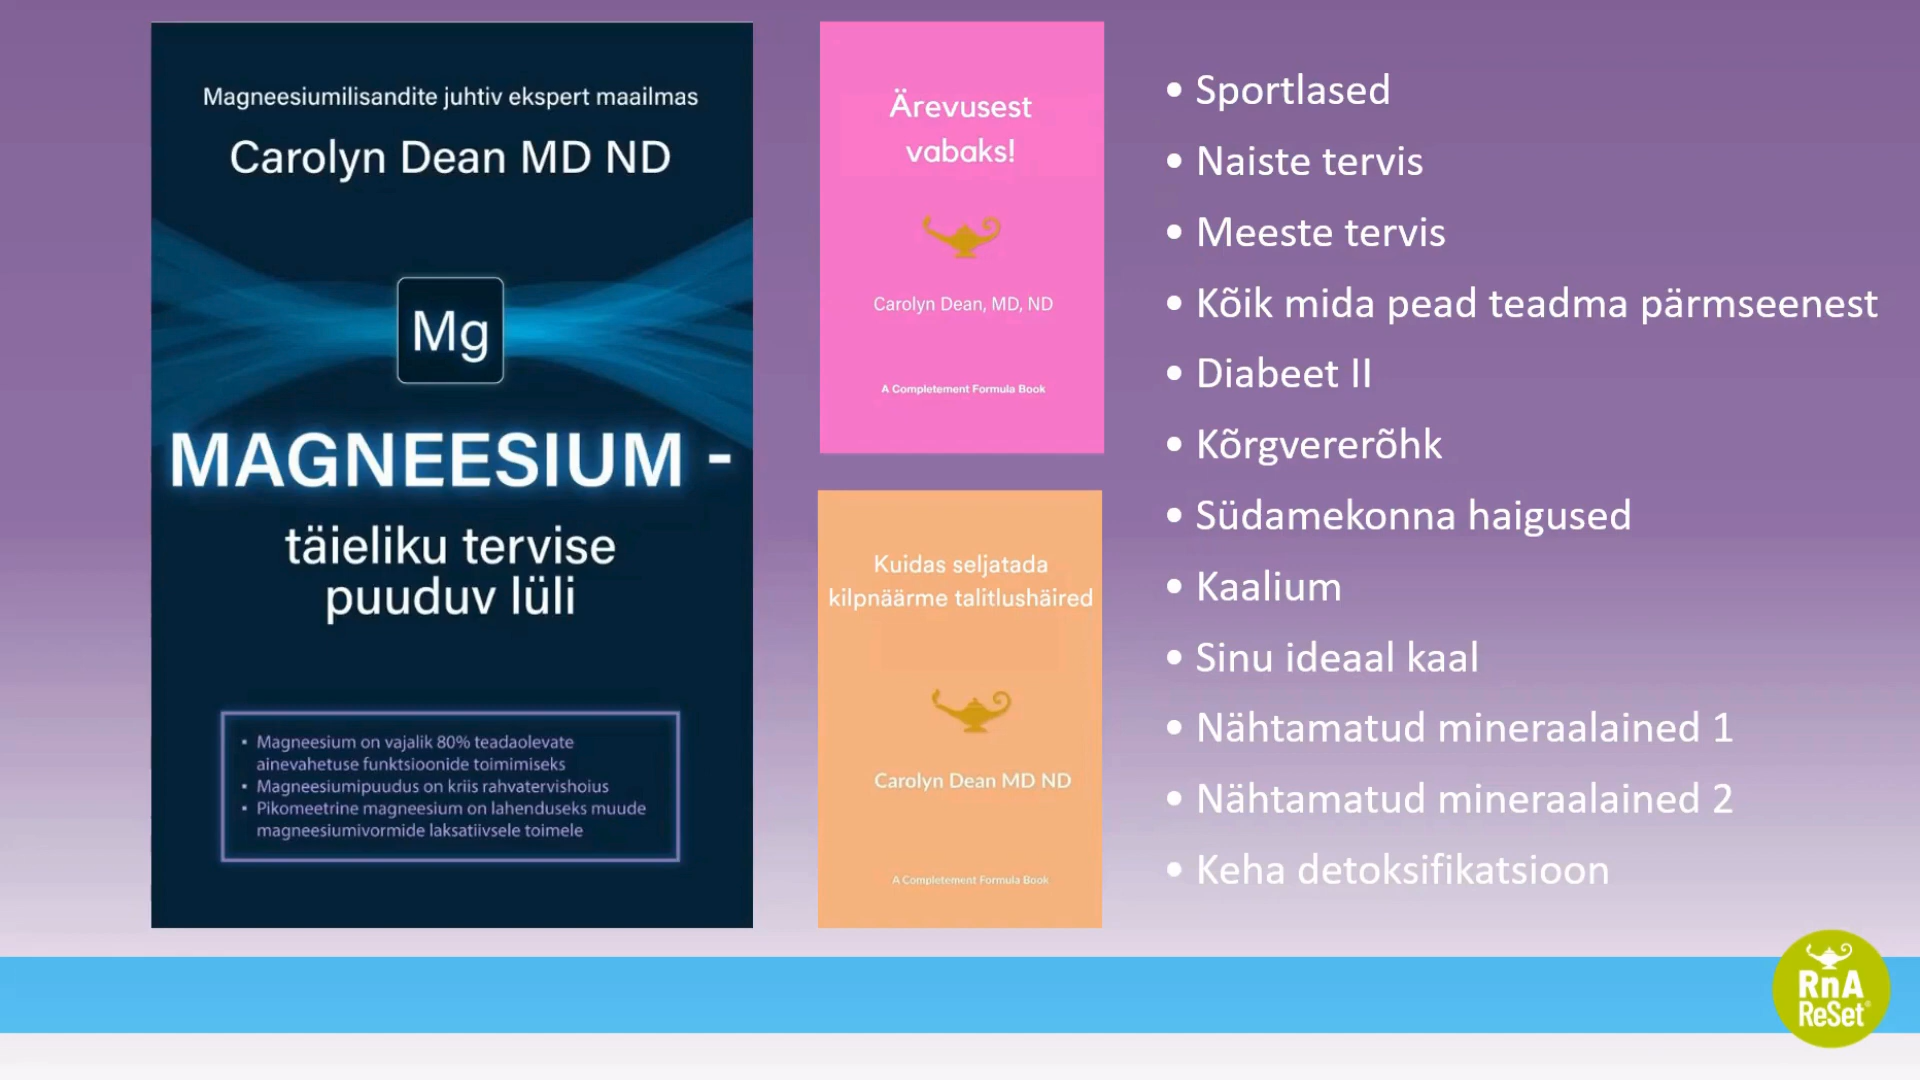 Magneesiumilisandite juhtiv ekspert maailmas
Carolyn Dean MD ND
Mg
MAGNEESIUM -
täieliku tervise
puuduv lüli
• Magneesium on vajalik 80% teadaolevate
ainevahetuse funktsioonide toimimiseks
• Magneesiumipuudus on kriis rahvatervishoius
• Pikomeetrine magneesium on lahenduseks muude
magneesiumivormide laksatiivsele toimele
Ärevusest
vabaks!
Carolyn Dean, MD, ND
A Completement Formula Book
Kuidas seljatada
kilpnäärme talitlushäired
Carolyn Dean MD ND
A Completement Formula Book
• Sportlased
• Naiste tervis
• Meeste tervis
• Kõik mida pead teadma pärmseenest
• Diabeet II
• Kõrgvererõhk
• Südamekonna haigused
• Kaalium
• Sinu ideaal kaal
• Nähtamatud mineraalained 1
• Nähtamatud mineraalained 2
• Keha detoksifikatsioon
RnA
ReSet®